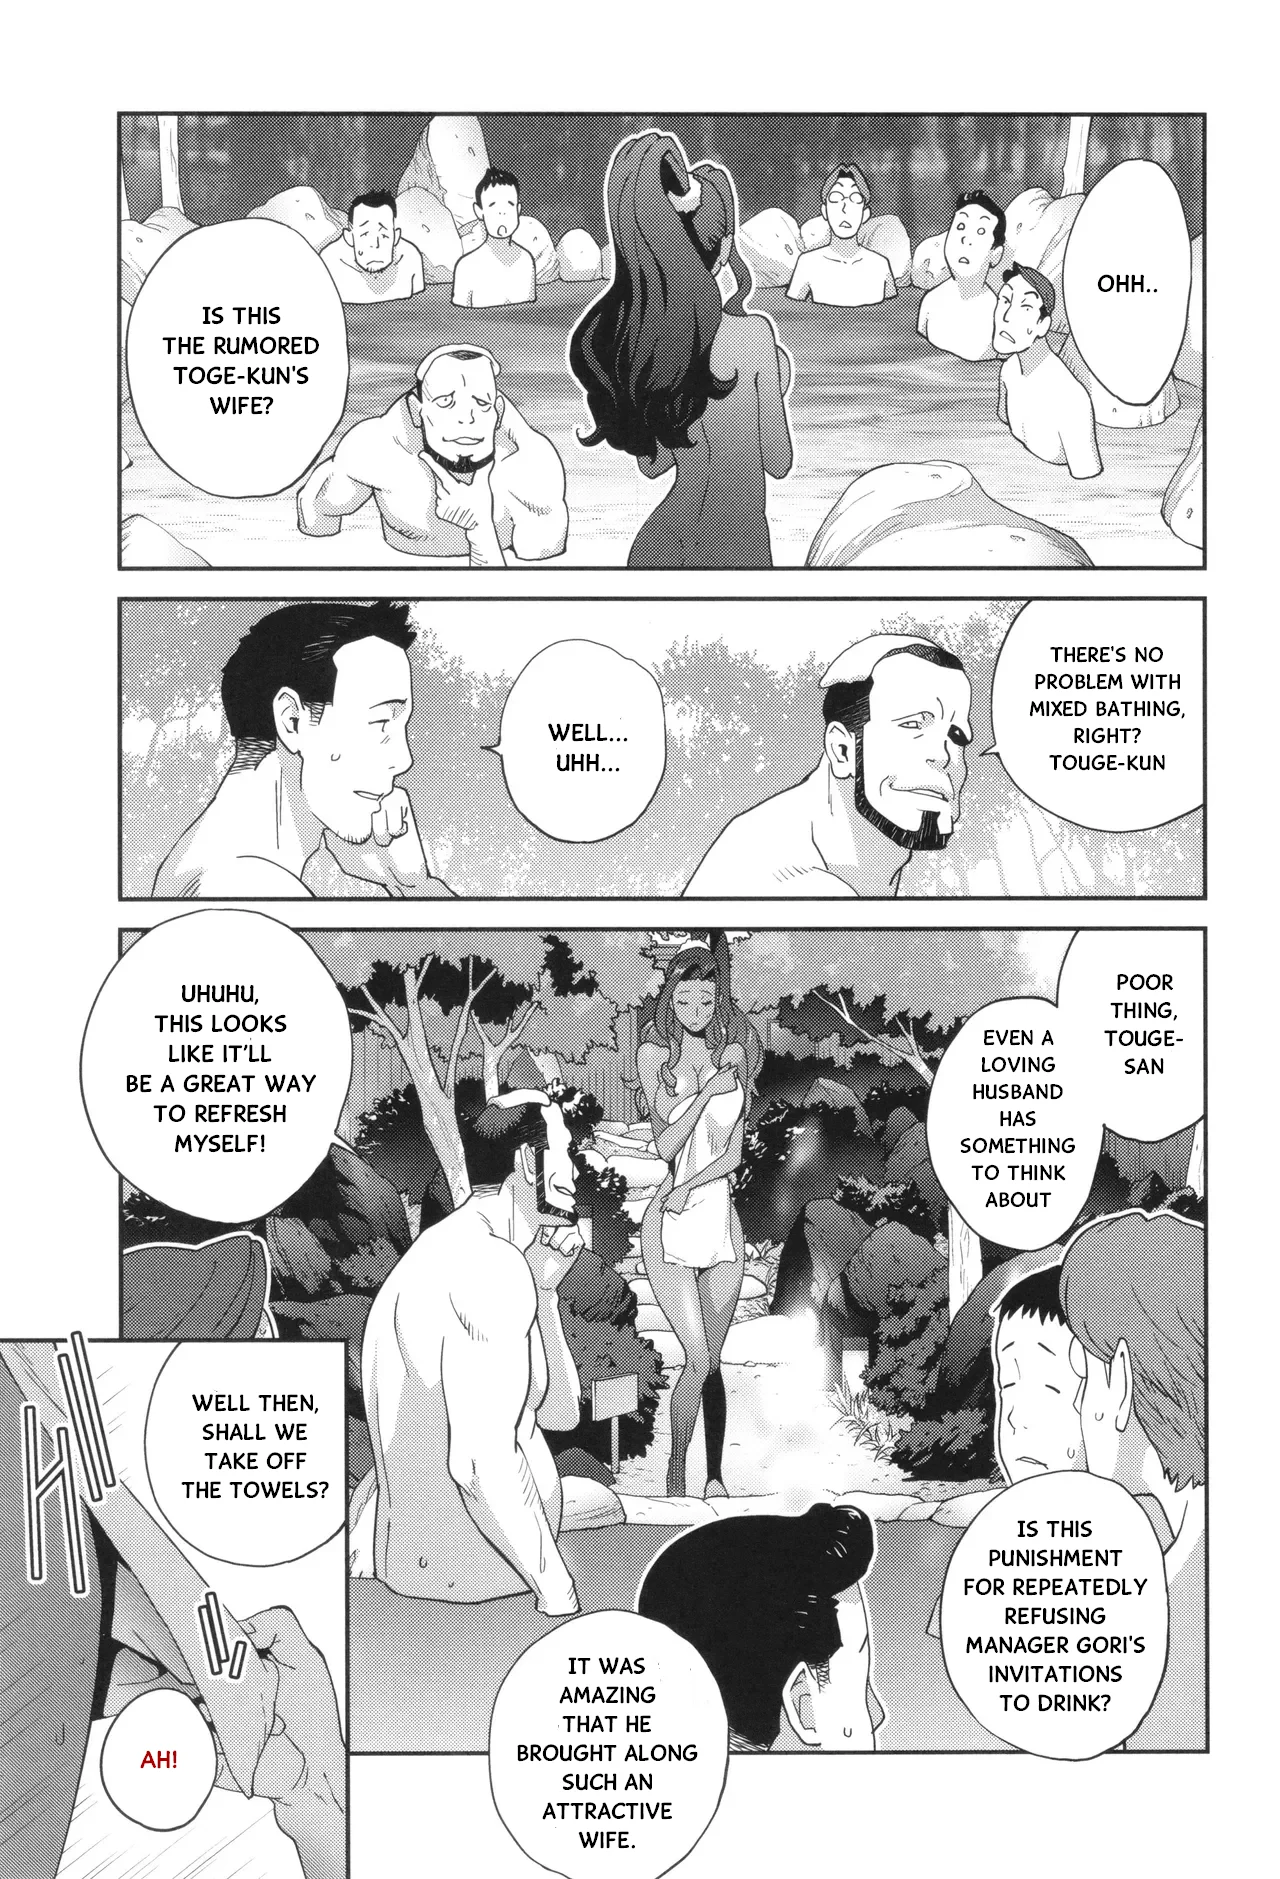 OHH..
IS THIS
THE RUMORED
TOGE-KUN'S
WIFE?
THERE'S NO
PROBLEM WITH
MIXED BATHING,
RIGHT?
TOUGE-KUN
WELL...
UHH...
POOR
THING,
TOUGE-
SAN
EVEN A
LOVING
HUSBAND
HAS
SOMETHING
TO THINK
ABOUT
UHUHU,
THIS LOOKS
LIKE IT'LL
BE A GREAT WAY
TO REFRESH
MYSELF!
IS THIS
PUNISHMENT
FOR REPEATEDLY
REFUSING
MANAGER GORI'S
INVITATIONS
TO DRINK?
IT WAS
AMAZING
THAT HE
BROUGHT ALONG
SUCH AN
ATTRACTIVE
WIFE.
WELL THEN,
SHALL WE
TAKE OFF
THE TOWELS?
AH!